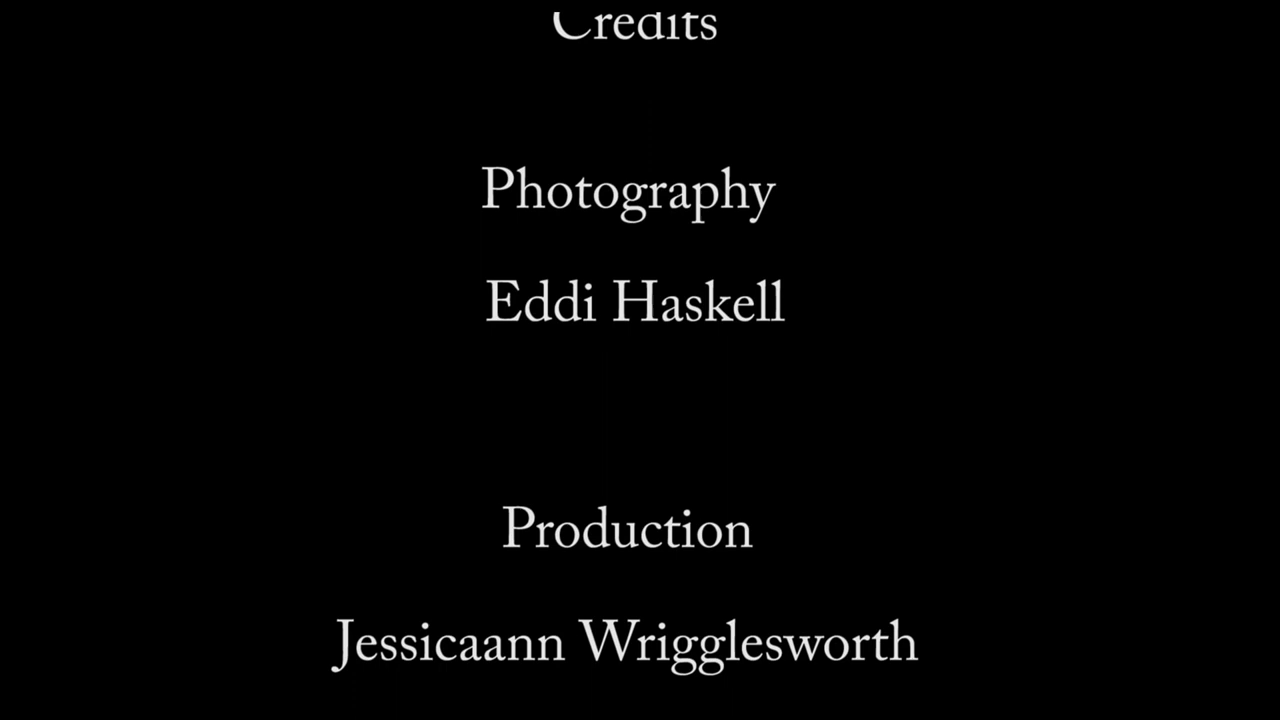 Credits
Photography
Eddi Haskell
Production
Jessicaann Wrigglesworth